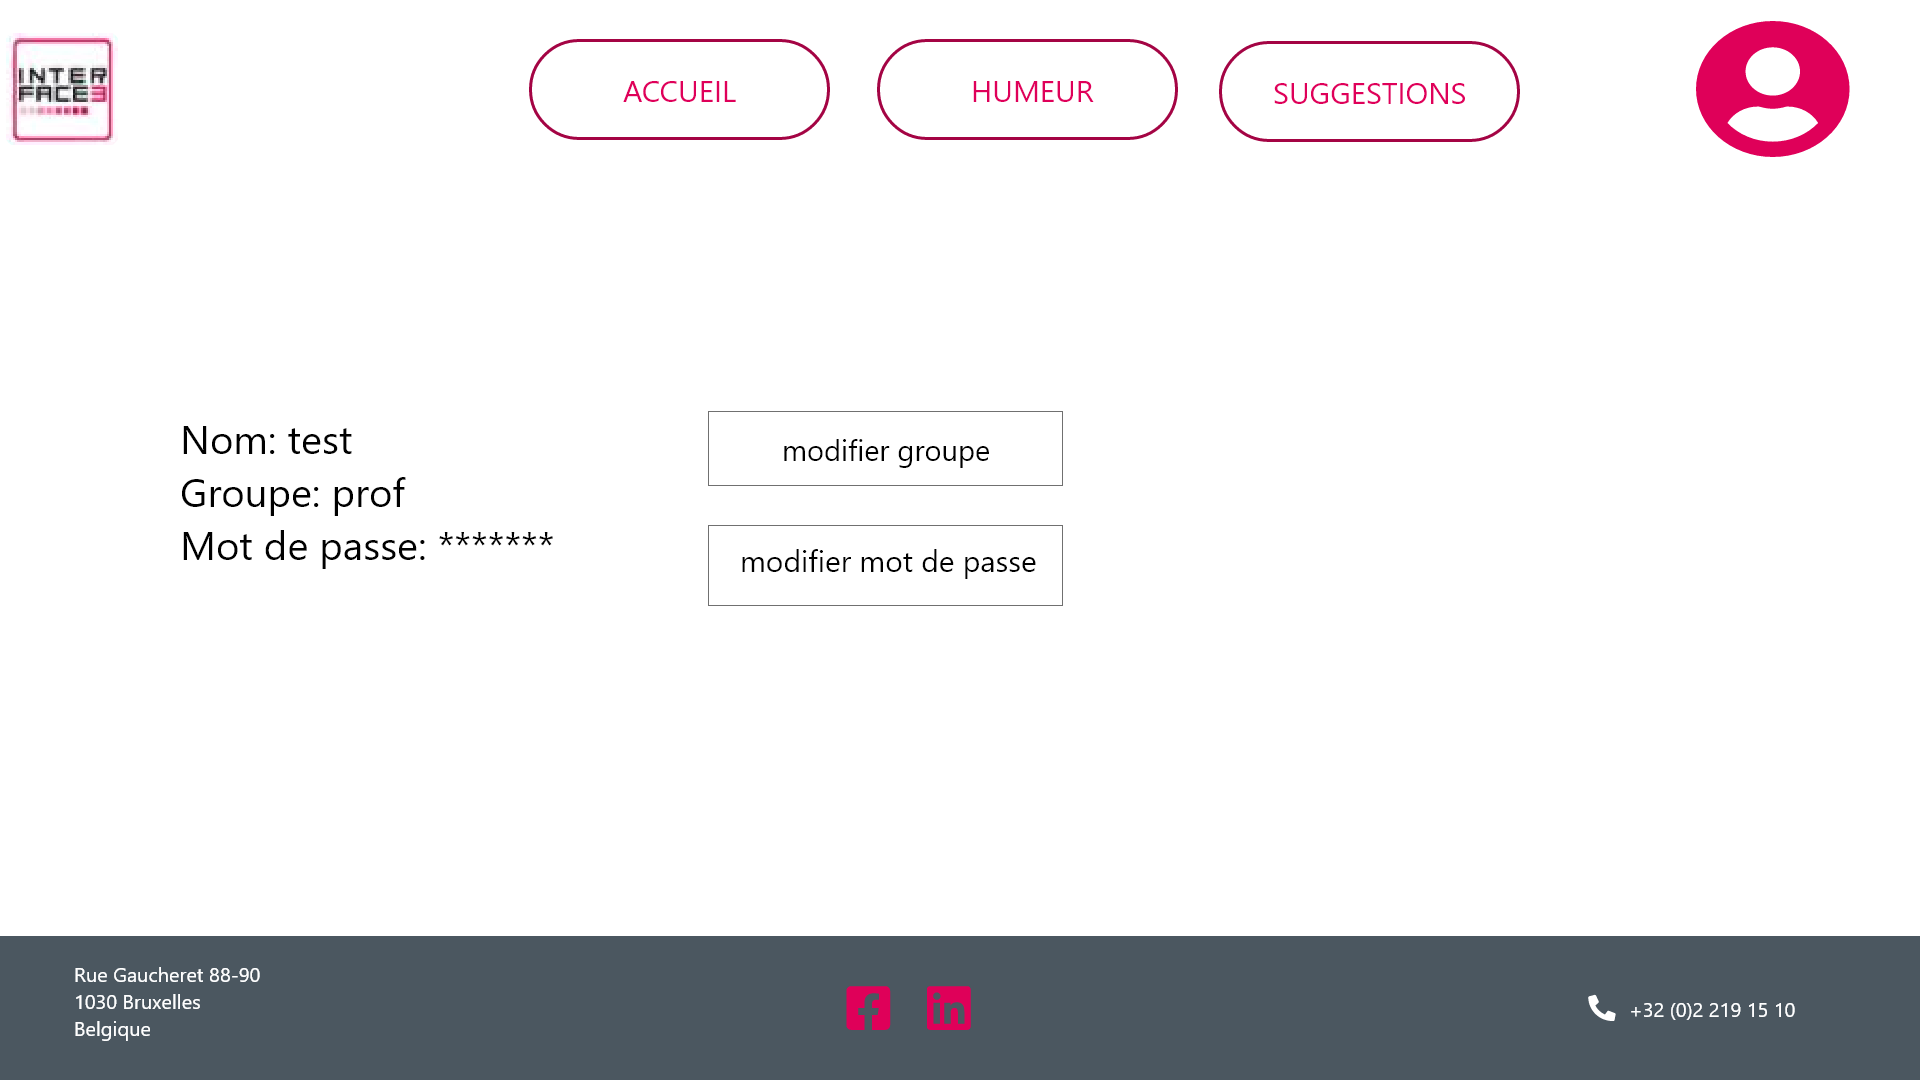 INTER
FACE3
ACCUEIL
HUMEUR
SUGGESTIONS
Nom: test
Groupe: prof
Mot de passe: *******
modifier groupe
modifier mot de passe
Rue Gaucheret 88-90
1030 Bruxelles
Belgique
+32 (0)2 219 15 10